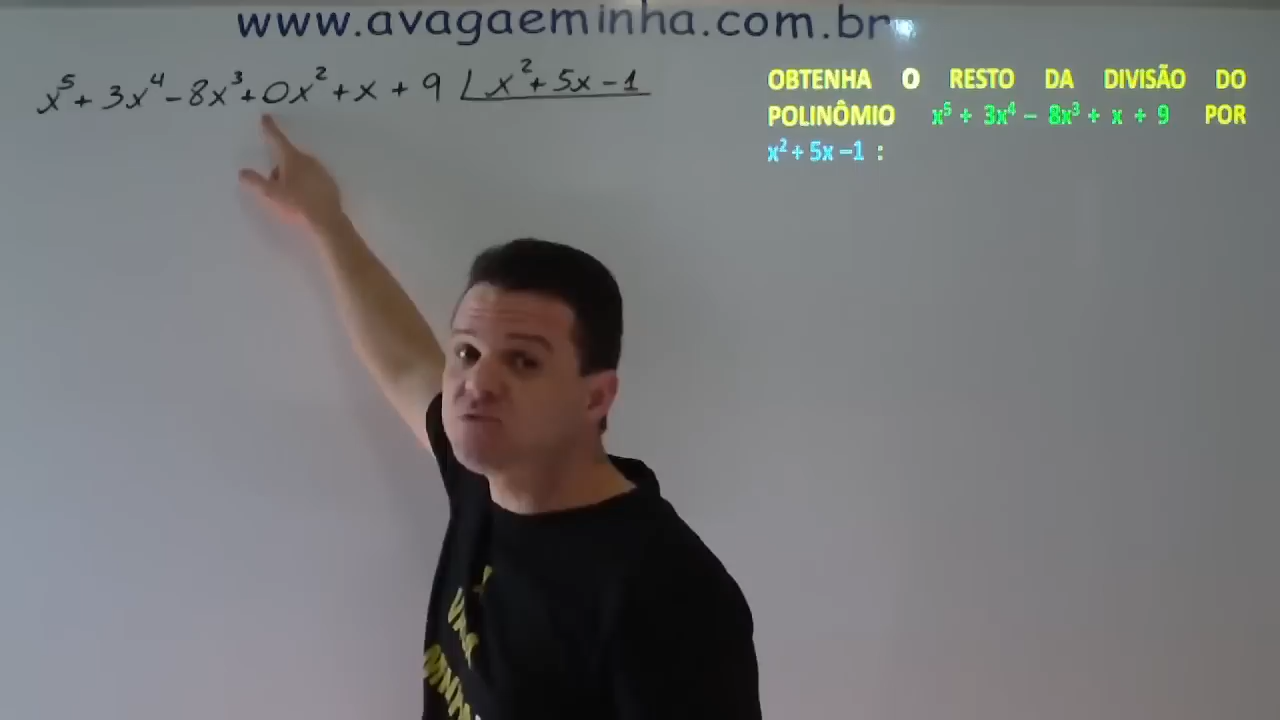 www.avagaeminha.com.br
x⁵ + 3x⁴ - 8x³ + 0x² + x + 9 | x² + 5x - 1
OBTENHA O RESTO DA DIVISÃO DO
POLINÔMIO x⁵ + 3x⁴ – 8x³ + x + 9 POR
x² + 5x –1 :